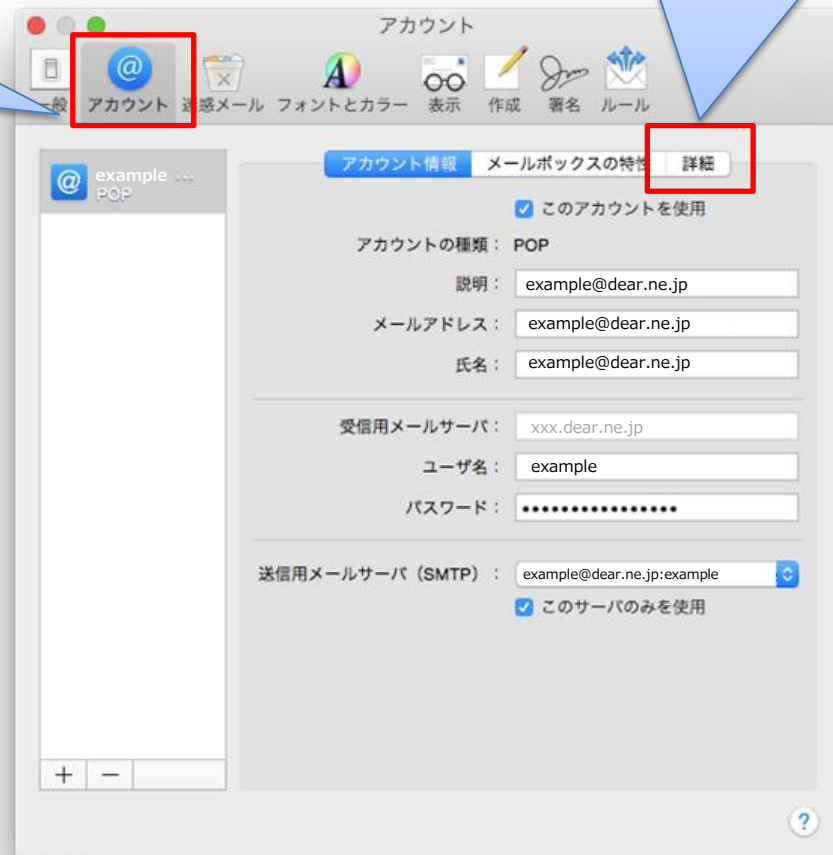 アカウント
一般 アカウント 迷惑メール フォントとカラー 表示 作成 署名 ルール
example ...
POP
アカウント情報 メールボックスの特性 詳細
このアカウントを使用
アカウントの種類： POP
説明： example@dear.ne.jp
メールアドレス： example@dear.ne.jp
氏名： example@dear.ne.jp
受信用メールサーバ： xxx.dear.ne.jp
ユーザ名： example
パスワード： ••••••••••••••••
送信用メールサーバ（SMTP）： example@dear.ne.jp:example
このサーバのみを使用
+ −
?